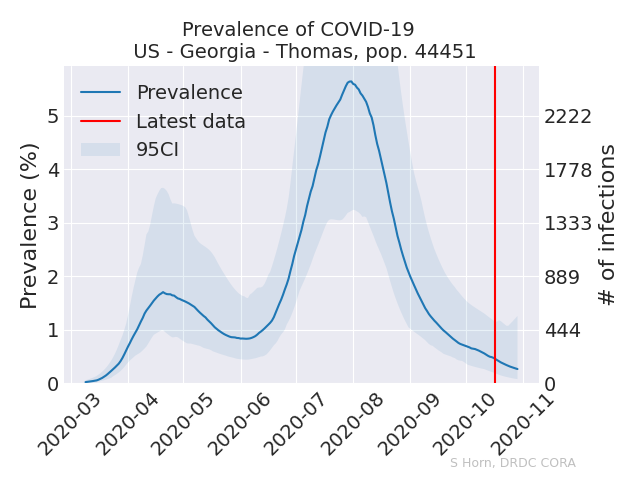 Prevalence of COVID-19
US - Georgia - Thomas, pop. 44451
Prevalence
Latest data
95CI
Prevalence (%)
5
4
3
2
1
0
2222
1778
1333
889
444
0
# of infections
2020-03
2020-04
2020-05
2020-06
2020-07
2020-08
2020-09
2020-10
2020-11
S Horn, DRDC CORA